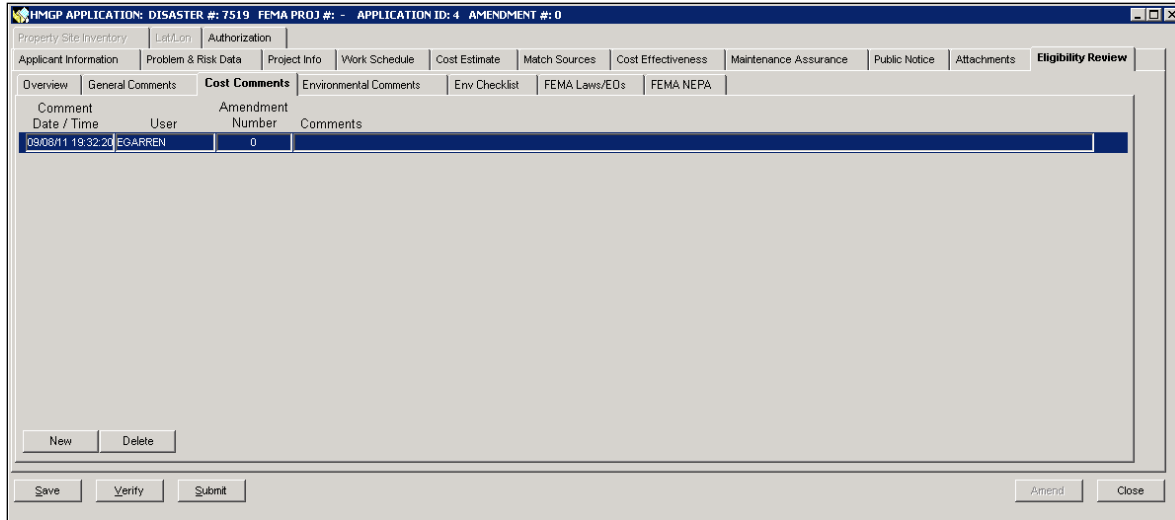 HMGP APPLICATION: DISASTER #: 7519 FEMA PROJ #: - APPLICATION ID: 4 AMENDMENT #: 0
Property Site Inventory Lat/Lon Authorization
Applicant Information Problem & Risk Data Project Info Work Schedule Cost Estimate Match Sources Cost Effectiveness Maintenance Assurance Public Notice Attachments Eligibility Review
Overview General Comments Cost Comments Environmental Comments Env Checklist FEMA Laws/EOs FEMA NEPA
Comment Amendment
Date / Time User Number Comments
09/08/11 19:32:20 EGARREN 0
New Delete
Save Verify Submit Amend Close